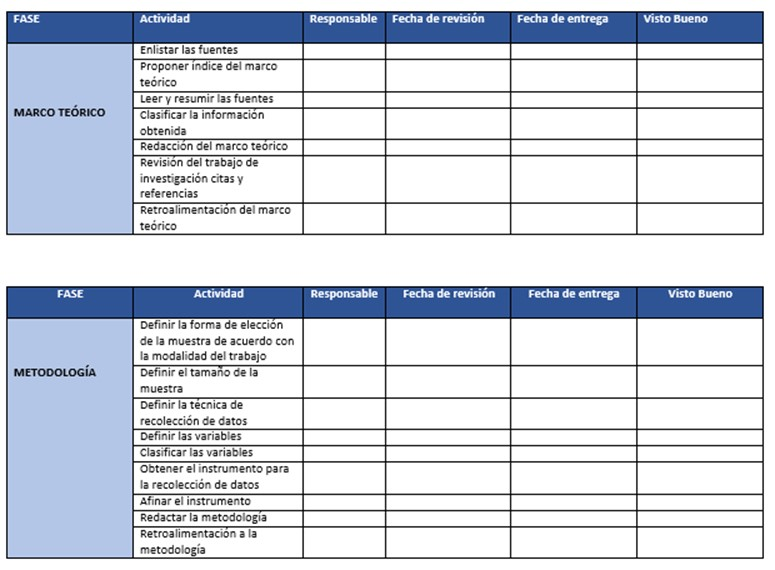 FASE Actividad Responsable Fecha de revisión Fecha de entrega Visto Bueno
Enlistar las fuentes
Proponer índice del marco
teórico
Leer y resumir las fuentes
MARCO TEÓRICO
Clasificar la información
obtenida
Redacción del marco teórico
Revisión del trabajo de
investigación citas y
referencias
Retroalimentación del marco
teórico
FASE Actividad Responsable Fecha de revisión Fecha de entrega Visto Bueno
Definir la forma de elección
de la muestra de acuerdo con
la modalidad del trabajo
METODOLOGÍA
Definir el tamaño de la
muestra
Definir la técnica de
recolección de datos
Definir las variables
Clasificar las variables
Obtener el instrumento para
la recolección de datos
Afinar el instrumento
Redactar la metodología
Retroalimentación a la
metodología